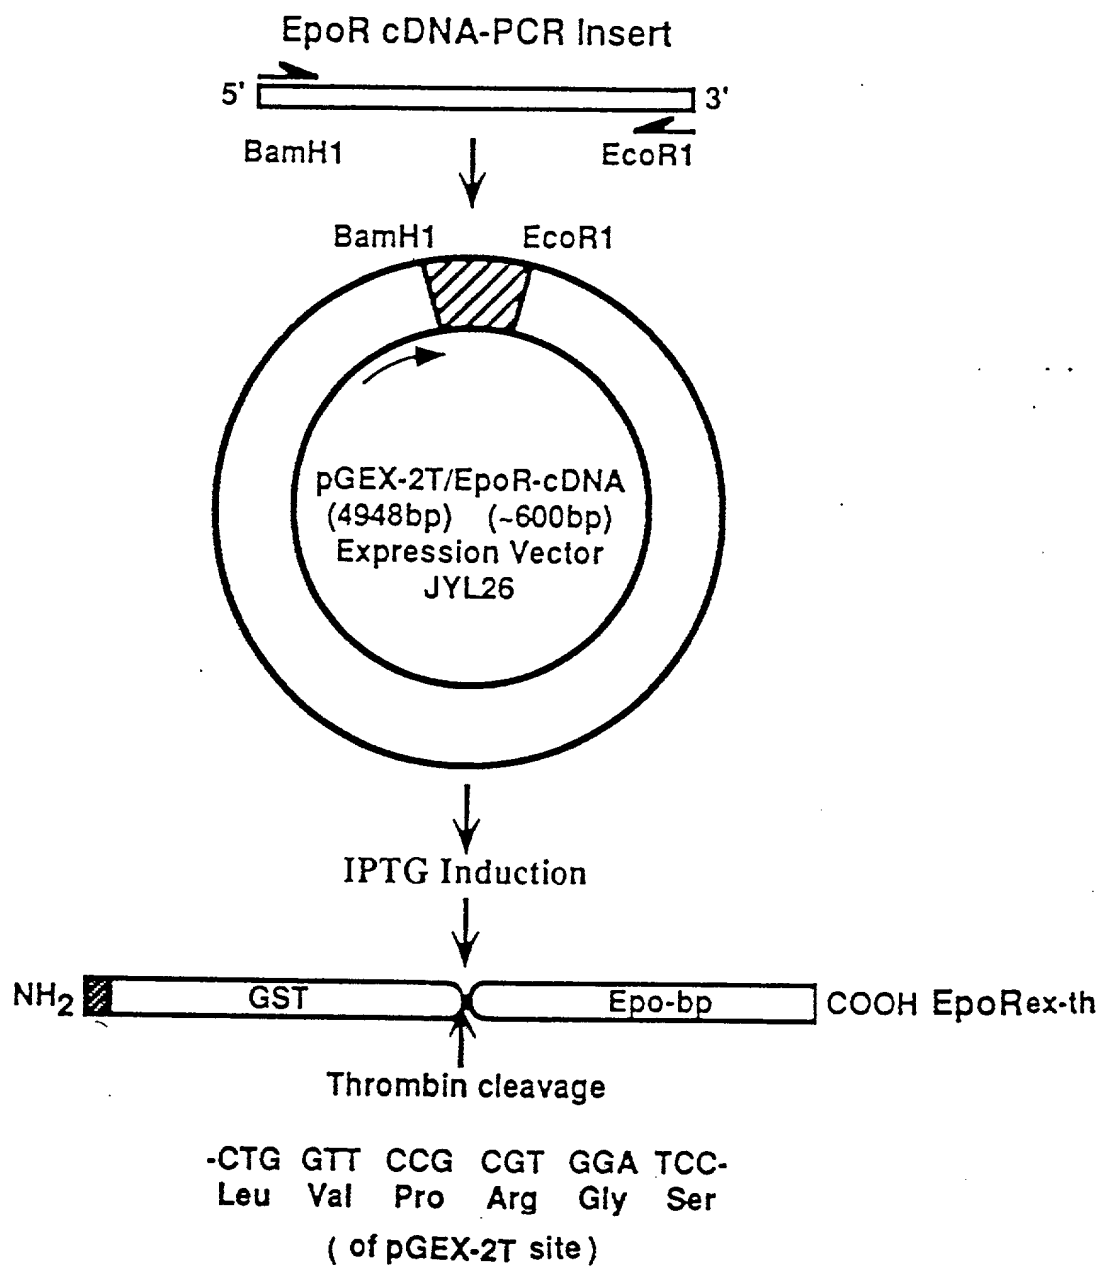 EpoR cDNA-PCR Insert
5' 3'
BamH1 EcoR1
BamH1 EcoR1
pGEX-2T/EpoR-cDNA
(4948bp) (~600bp)
Expression Vector
JYL26
IPTG Induction
NH2 GST Epo-bp COOH EpoRex-th
Thrombin cleavage
-CTG GTT CCG CGT GGA TCC-
Leu Val Pro Arg Gly Ser
( of pGEX-2T site)